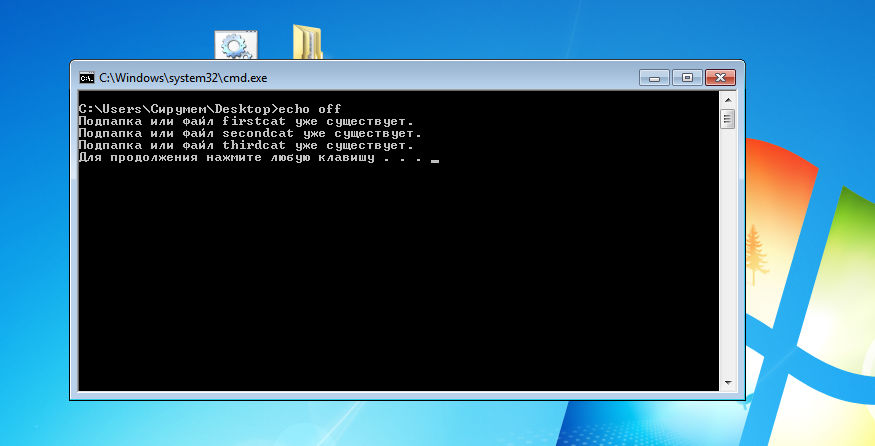 C:\Windows\system32\cmd.exe
C:\Users\Сирумем\Desktop>echo off
Подпапка или файл firstcat уже существует.
Подпапка или файл secondcat уже существует.
Подпапка или файл thirdcat уже существует.
Для продолжения нажмите любую клавишу . . .